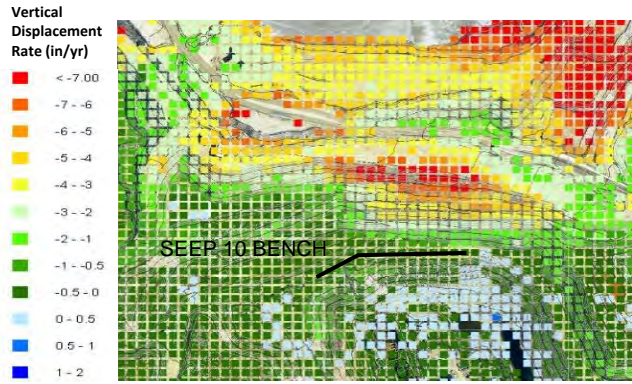 Vertical
Displacement
Rate (in/yr)
< -7.00
-7 - -6
-6 - -5
-5 - -4
-4 - -3
-3 - -2
-2 - -1
-1 - -0.5
-0.5 - 0
0 - 0.5
0.5 - 1
1 - 2
SEEP 10 BENCH